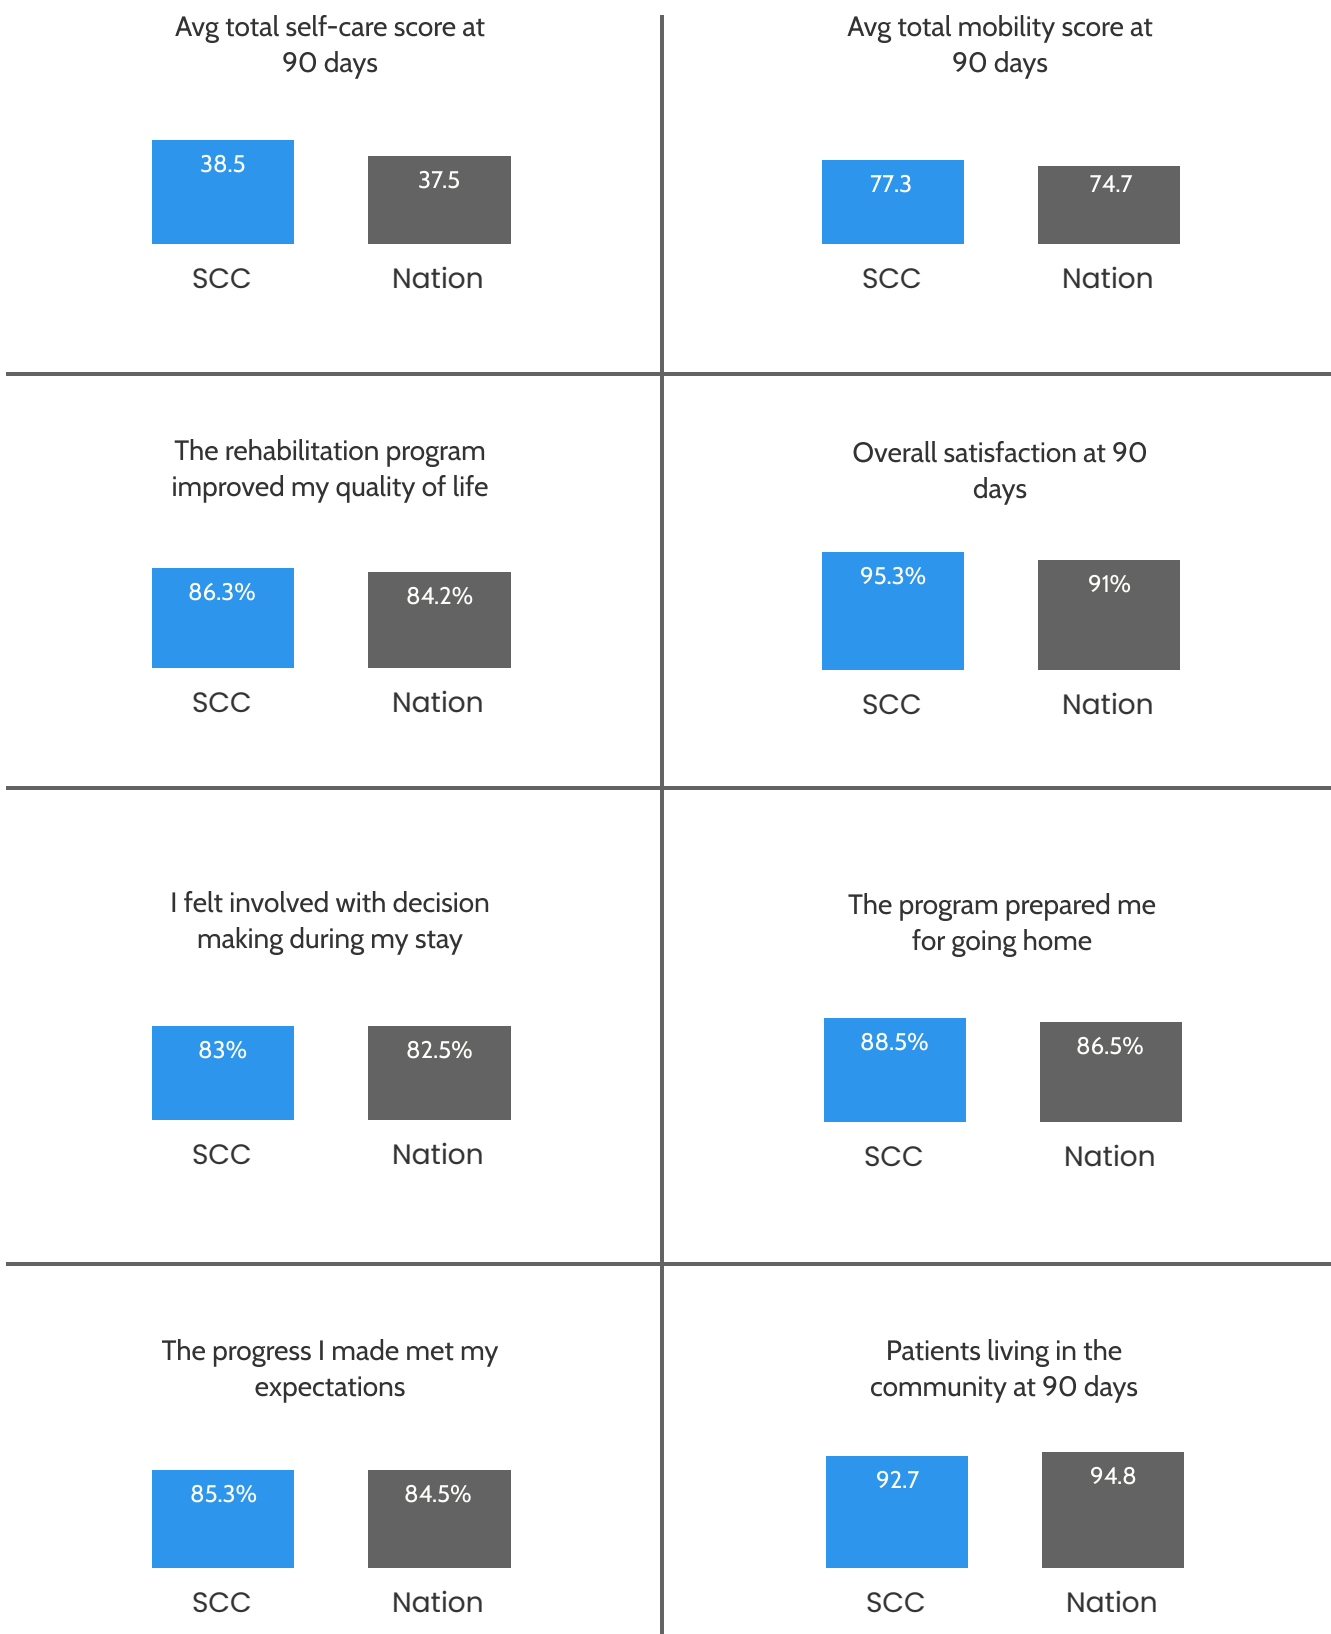 Avg total self-care score at
90 days
38.5
37.5
SCC
Nation
Avg total mobility score at
90 days
77.3
74.7
SCC
Nation
The rehabilitation program
improved my quality of life
86.3%
84.2%
SCC
Nation
Overall satisfaction at 90
days
95.3%
91%
SCC
Nation
I felt involved with decision
making during my stay
83%
82.5%
SCC
Nation
The program prepared me
for going home
88.5%
86.5%
SCC
Nation
The progress I made met my
expectations
85.3%
84.5%
SCC
Nation
Patients living in the
community at 90 days
92.7
94.8
SCC
Nation